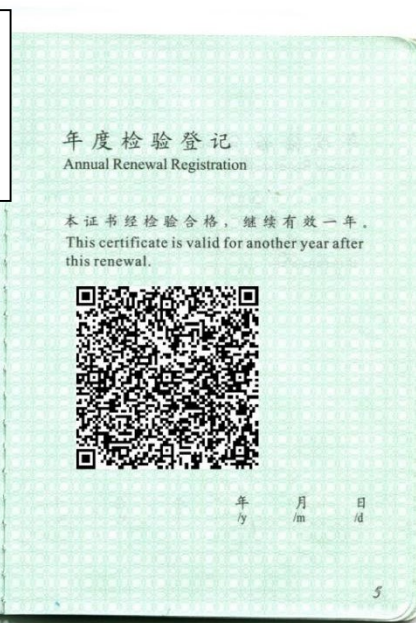 年度检验登记
Annual Renewal Registration
本证书经检验合格，继续有效一年。
This certificate is valid for another year after
this renewal.
年 月 日
/y /m /d
5